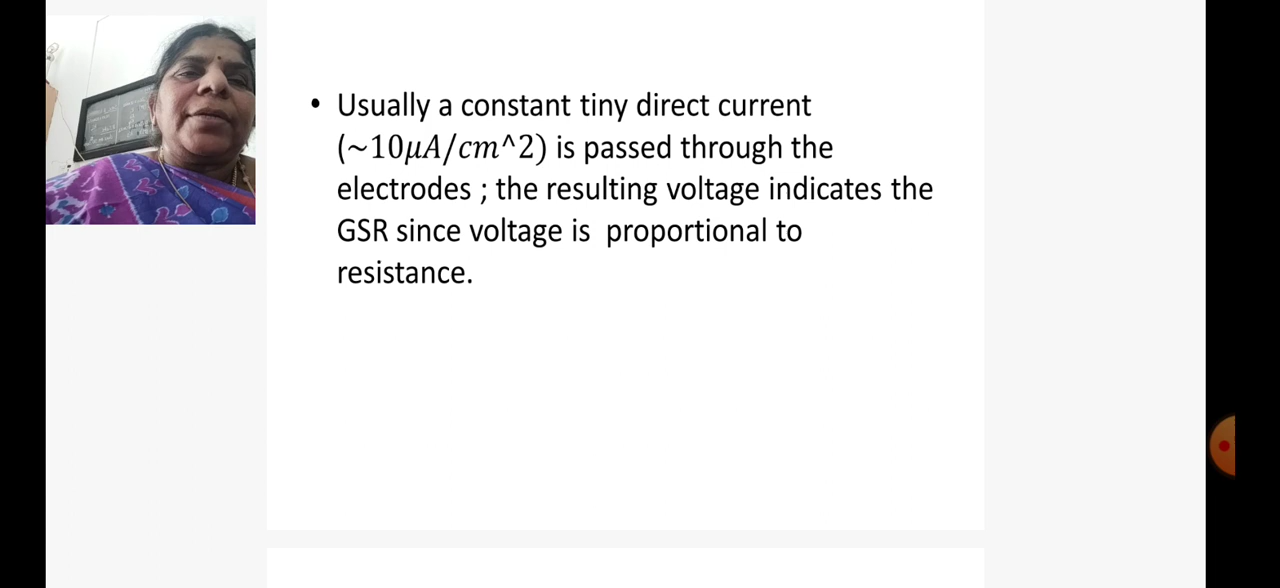 • Usually a constant tiny direct current
(~10μA/cm^2) is passed through the
electrodes ; the resulting voltage indicates the
GSR since voltage is  proportional to
resistance.